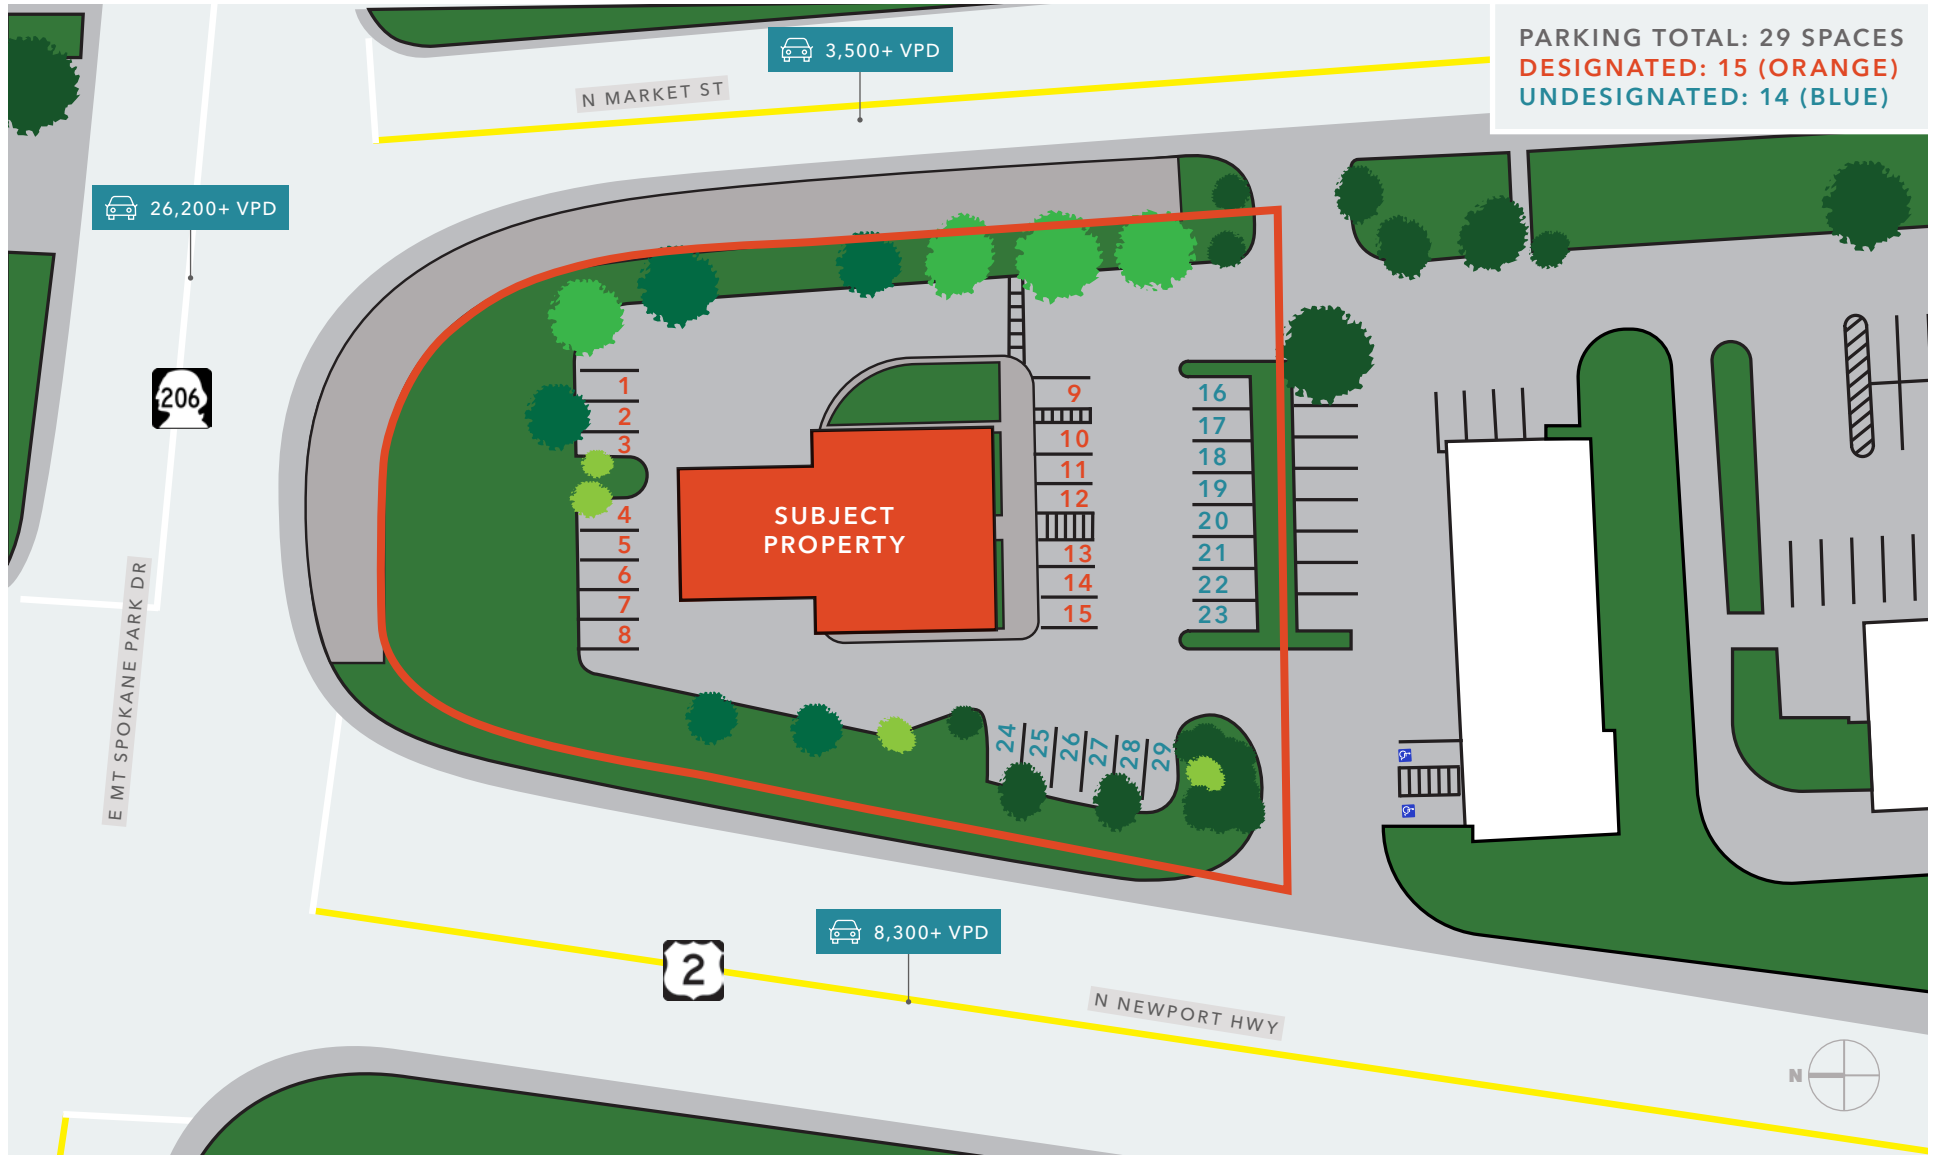 PARKING TOTAL: 29 SPACES
DESIGNATED: 15 (ORANGE)
UNDESIGNATED: 14 (BLUE)
3,500+ VPD
N MARKET ST
26,200+ VPD
206
E MT SPOKANE PARK DR
1
2
3
4
5
6
7
8
SUBJECT
PROPERTY
9
10
11
12
13
14
15
16
17
18
19
20
21
22
23
24
25
26
27
28
29
8,300+ VPD
2
N NEWPORT HWY
N